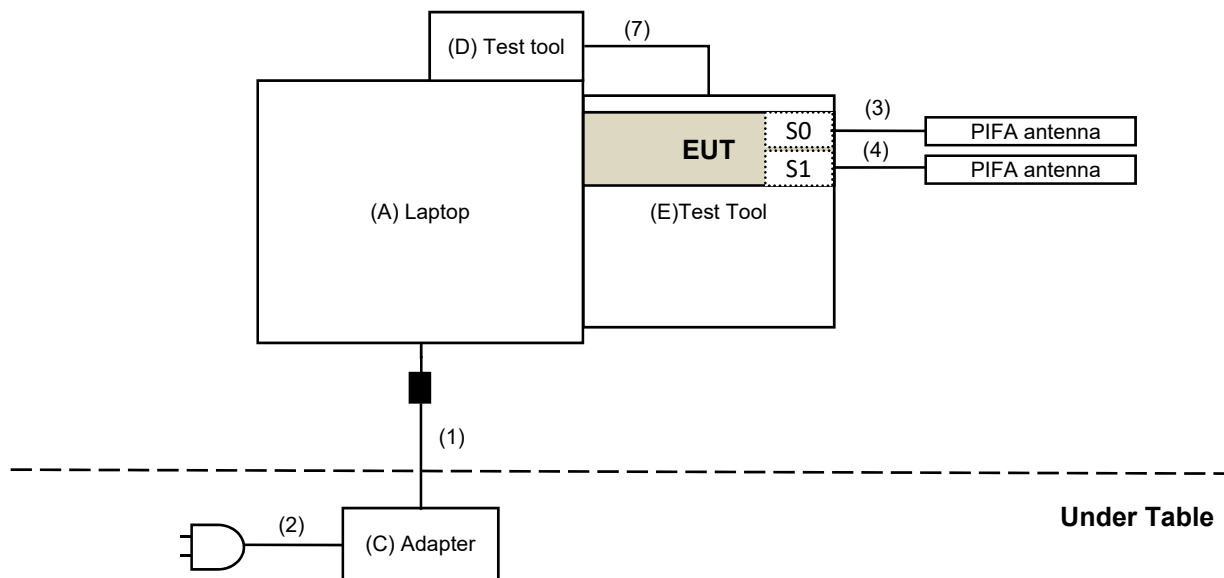 (D) Test tool
(7)
(3)
S0
PIFA antenna
EUT
(4)
S1
PIFA antenna
(A) Laptop
(E)Test Tool
(1)
Under Table
(2)
(C) Adapter